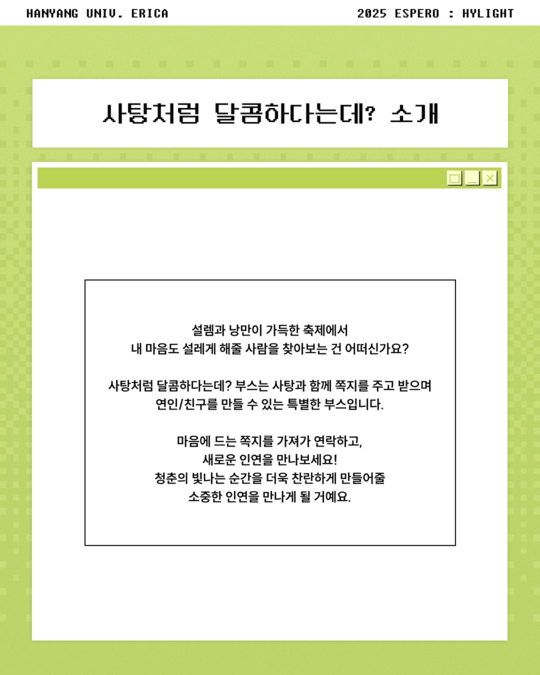 HANYANG UNIV. ERICA
2025 ESPERO : HYLIGHT
사탕처럼 달콤하다는데? 소개
설렘과 낭만이 가득한 축제에서
내 마음도 설레게 해줄 사람을 찾아보는 건 어떠신가요?
사탕처럼 달콤하다는데? 부스는 사탕과 함께 쪽지를 주고 받으며
연인/친구를 만들 수 있는 특별한 부스입니다.
마음에 드는 쪽지를 가져가 연락하고,
새로운 인연을 만나보세요!
청춘의 빛나는 순간을 더욱 찬란하게 만들어줄
소중한 인연을 만나게 될 거예요.